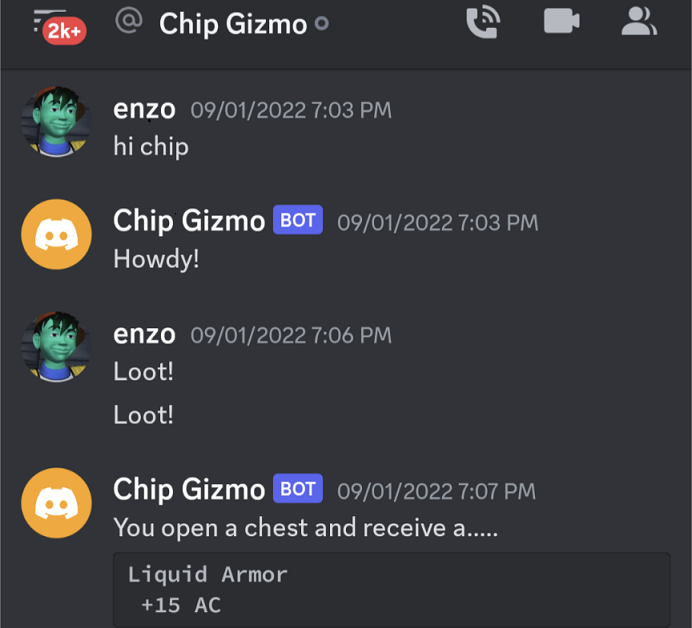 2k+ @ Chip Gizmo
enzo 09/01/2022 7:03 PM
hi chip
Chip Gizmo BOT 09/01/2022 7:03 PM
Howdy!
enzo 09/01/2022 7:06 PM
Loot!
Loot!
Chip Gizmo BOT 09/01/2022 7:07 PM
You open a chest and receive a.....
Liquid Armor
+15 AC